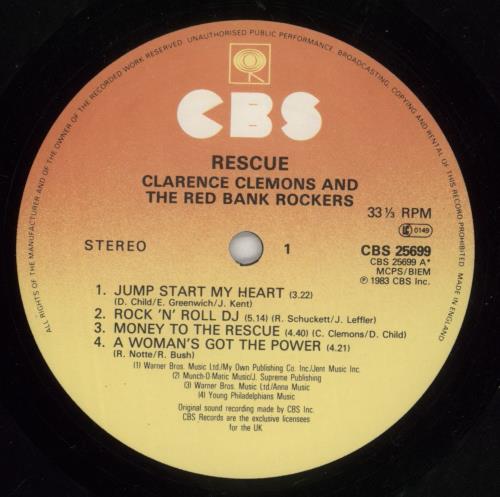 ALL RIGHTS OF THE MANUFACTURER AND OF THE OWNER OF THE RECORDED WORK RESERVED. UNAUTHORISED PUBLIC PERFORMANCE, BROADCASTING, COPYING AND RENTAL OF THIS RECORD PROHIBITED. MADE IN ENGLAND
CBS
RESCUE
CLARENCE CLEMONS AND
THE RED BANK ROCKERS
33⅓ RPM
LC 0149
STEREO
1
CBS 25699
CBS 25699 A*
MCPS/BIEM
℗ 1983 CBS Inc.
1. JUMP START MY HEART (3.22)
(D. Child/E. Greenwich/J. Kent)
2. ROCK 'N' ROLL DJ (5.14) (R. Schuckett/J. Leffler)
3. MONEY TO THE RESCUE (4.40) (C. Clemons/D. Child)
4. A WOMAN'S GOT THE POWER (4.21)
(R. Notte/R. Bush)
(1) Warner Bros. Music Ltd/My Own Publishing Co. Inc/Jent Music Inc.
(2) Munch-O-Matic Music/J. Supreme Publishing
(3) Warner Bros. Music Ltd/Anna Music
(4) Young Philadelphians Music
Original sound recording made by CBS Inc.
CBS Records are the exclusive licensees
for the UK